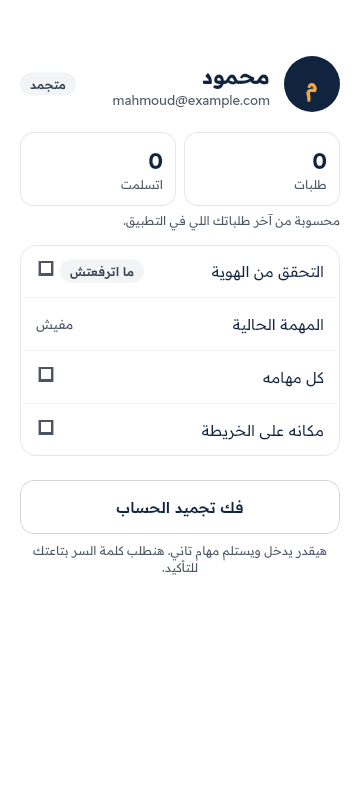 م
محمود
mahmoud@example.com
متجمد
0
طلبات
0
اتسلمت
محسوبة من آخر طلباتك اللي في التطبيق.
التحقق من الهوية
ما اترفعتش
المهمة الحالية
مفيش
كل مهامه
مكانه على الخريطة
فك تجميد الحساب
هيقدر يدخل ويستلم مهام تاني. هنطلب كلمة السر بتاعتك
للتأكيد.